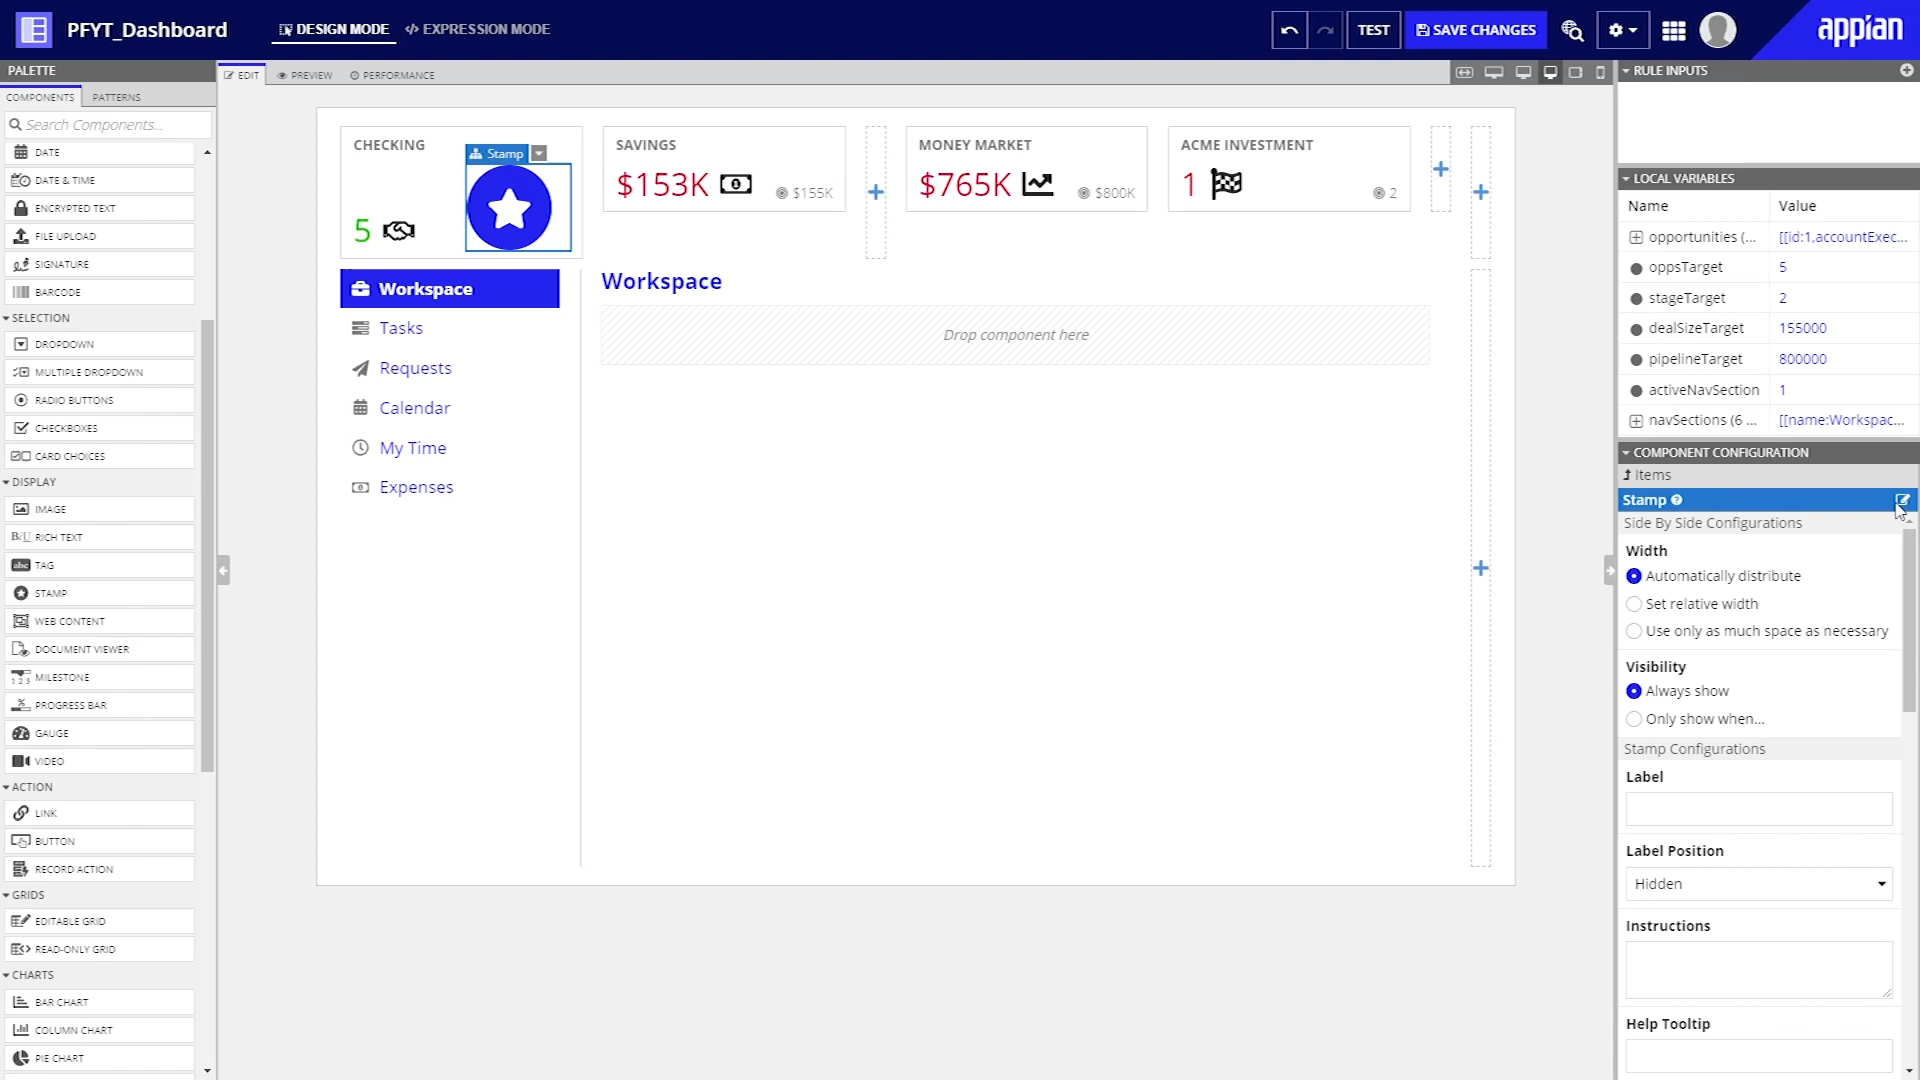 PFYT_Dashboard
DESIGN MODE
</> EXPRESSION MODE
TEST
SAVE CHANGES
appian
PALETTE
COMPONENTS
PATTERNS
Search Components...
DATE
DATE & TIME
ENCRYPTED TEXT
FILE UPLOAD
SIGNATURE
BARCODE
SELECTION
DROPDOWN
MULTIPLE DROPDOWN
RADIO BUTTONS
CHECKBOXES
CARD CHOICES
DISPLAY
IMAGE
RICH TEXT
TAG
STAMP
WEB CONTENT
DOCUMENT VIEWER
MILESTONE
PROGRESS BAR
GAUGE
VIDEO
ACTION
LINK
BUTTON
RECORD ACTION
GRIDS
EDITABLE GRID
READ-ONLY GRID
CHARTS
BAR CHART
COLUMN CHART
PIE CHART
EDIT
PREVIEW
PERFORMANCE
CHECKING
Stamp
5
SAVINGS
$153K
$155K
MONEY MARKET
$765K
$800K
ACME INVESTMENT
1
2
Workspace
Tasks
Requests
Calendar
My Time
Expenses
Workspace
Drop component here
RULE INPUTS
LOCAL VARIABLES
Name Value
opportunities (... [[id:1,accountExec...
oppsTarget 5
stageTarget 2
dealSizeTarget 155000
pipelineTarget 800000
activeNavSection 1
navSections (6 ... [[name:Workspac...
COMPONENT CONFIGURATION
Items
Stamp
Side By Side Configurations
Width
Automatically distribute
Set relative width
Use only as much space as necessary
Visibility
Always show
Only show when...
Stamp Configurations
Label
Label Position
Hidden
Instructions
Help Tooltip